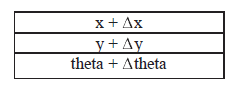 x + Δx
y + Δy
theta + Δtheta